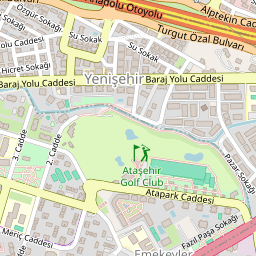 Anadolu Otoyolu
Özgür Sokağı
Su Sokak
Su Sokak
Alptekin Cad
Turgut Özal Bulvarı
Yolu Caddesi
Hicret Sokağı
Yenişehir
Baraj Yolu Caddesi
Baraj Yolu Caddesi
3. Cadde
2. Cadde
Pazar Sokağı
Ataşehir
Golf Club
Atapark Caddesi
Meriç Caddesi
Fazıl Paşa Sokağı
Emekevler